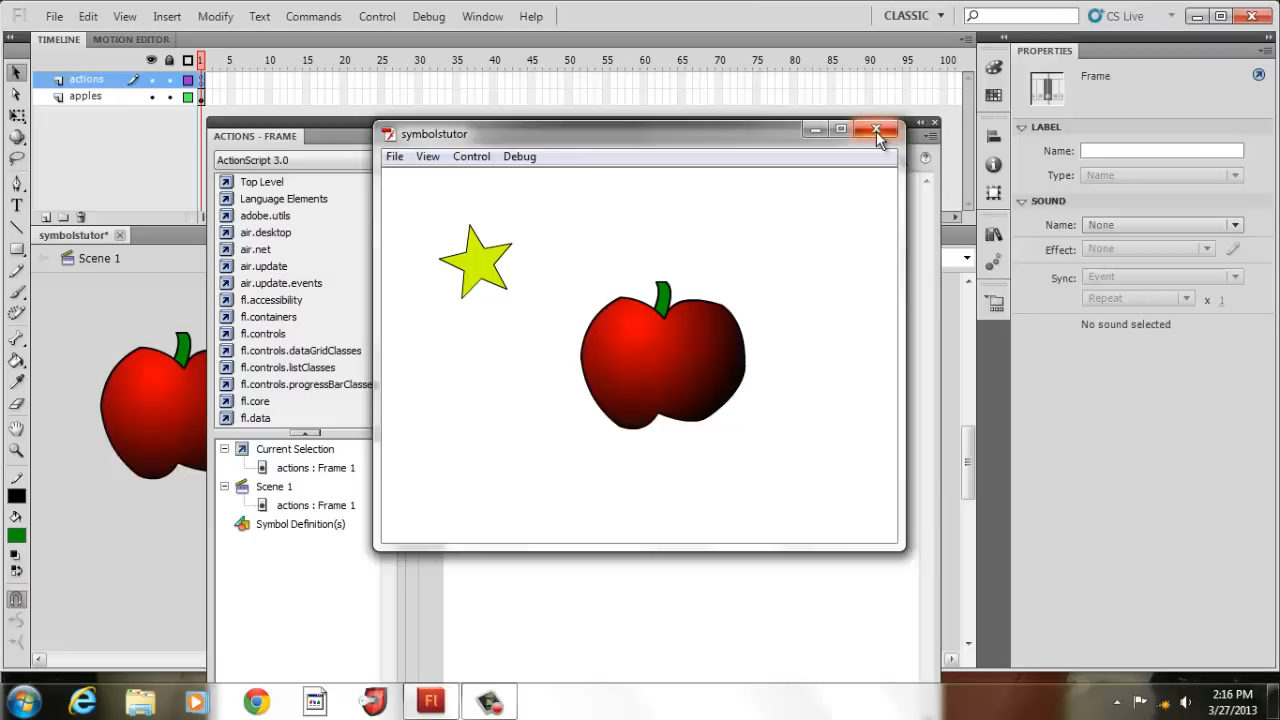 Fl File Edit View Insert Modify Text Commands Control Debug Window Help CLASSIC CS Live
TIMELINE MOTION EDITOR
1 5 10 15 20 25 30 35 40 45 50 55 60 65 70 75 80 85 90 95 100
actions
apples
symbolstutor*
Scene 1
ACTIONS - FRAME
ActionScript 3.0
Top Level
Language Elements
adobe.utils
air.desktop
air.net
air.update
air.update.events
fl.accessibility
fl.containers
fl.controls
fl.controls.dataGridClasses
fl.controls.listClasses
fl.controls.progressBarClasse
fl.core
fl.data
Current Selection
actions : Frame 1
Scene 1
actions : Frame 1
Symbol Definition(s)
symbolstutor
File View Control Debug
PROPERTIES
Frame
LABEL
Name:
Type: Name
SOUND
Name: None
Effect: None
Sync: Event
Repeat x 1
No sound selected
Fl
2:16 PM
3/27/2013